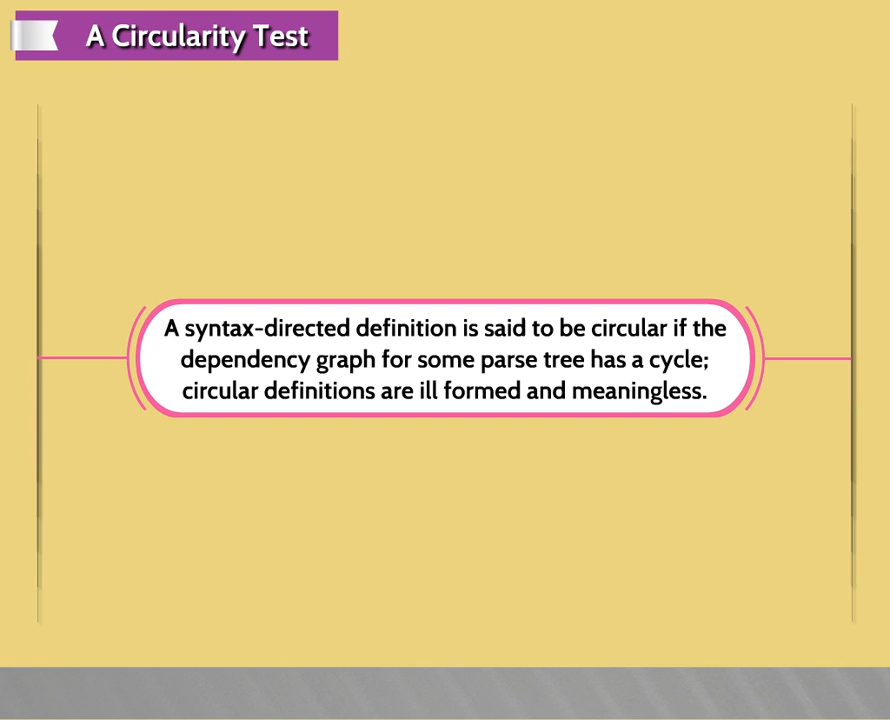 A Circularity Test
A syntax-directed definition is said to be circular if the
dependency graph for some parse tree has a cycle;
circular definitions are ill formed and meaningless.